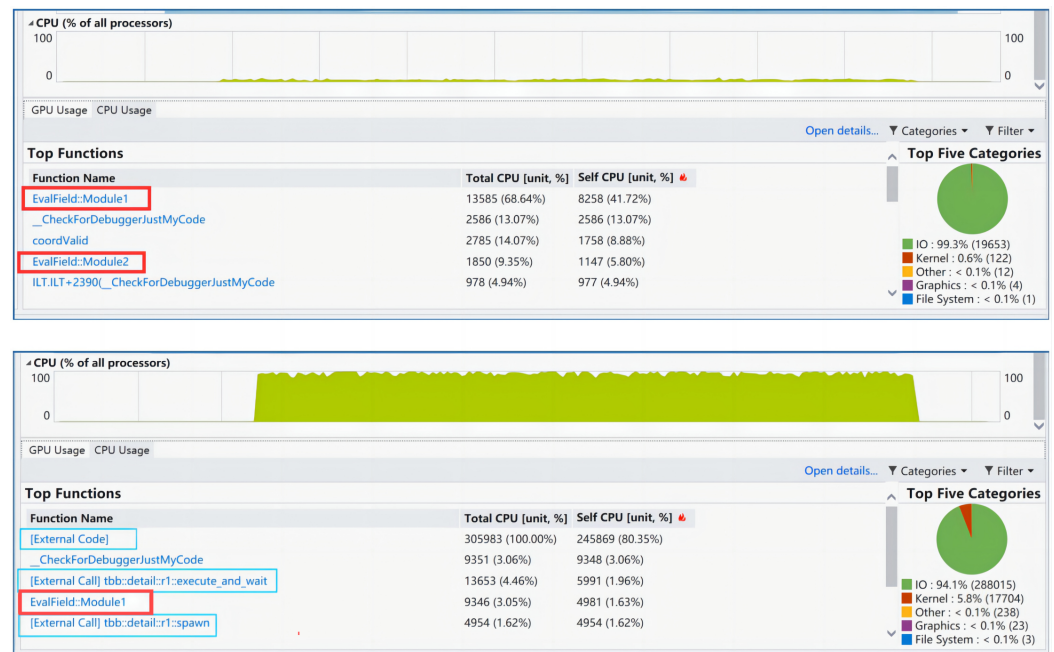 CPU (% of all processors)
100 100
0 0
GPU Usage CPU Usage
Open details... Categories Filter
Top Functions Top Five Categories
Function Name Total CPU [unit, %] Self CPU [unit, %]
EvalField::Module1 13585 (68.64%) 8258 (41.72%)
__CheckForDebuggerJustMyCode 2586 (13.07%) 2586 (13.07%)
coordValid 2785 (14.07%) 1758 (8.88%)
EvalField::Module2 1850 (9.35%) 1147 (5.80%)
ILT.ILT+2390(__CheckForDebuggerJustMyCode 978 (4.94%) 977 (4.94%)
IO : 99.3% (19653)
Kernel : 0.6% (122)
Other : < 0.1% (12)
Graphics : < 0.1% (4)
File System : < 0.1% (1)
CPU (% of all processors)
100 100
0 0
GPU Usage CPU Usage
Open details... Categories Filter
Top Functions Top Five Categories
Function Name Total CPU [unit, %] Self CPU [unit, %]
[External Code] 305983 (100.00%) 245869 (80.35%)
__CheckForDebuggerJustMyCode 9351 (3.06%) 9348 (3.06%)
[External Call] tbb::detail::r1::execute_and_wait 13653 (4.46%) 5991 (1.96%)
EvalField::Module1 9346 (3.05%) 4981 (1.63%)
[External Call] tbb::detail::r1::spawn 4954 (1.62%) 4954 (1.62%)
IO : 94.1% (288015)
Kernel : 5.8% (17704)
Other : < 0.1% (238)
Graphics : < 0.1% (23)
File System : < 0.1% (3)